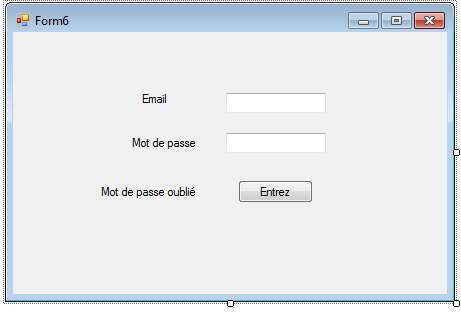 Form6
Email
Mot de passe
Mot de passe oublié
Entrez